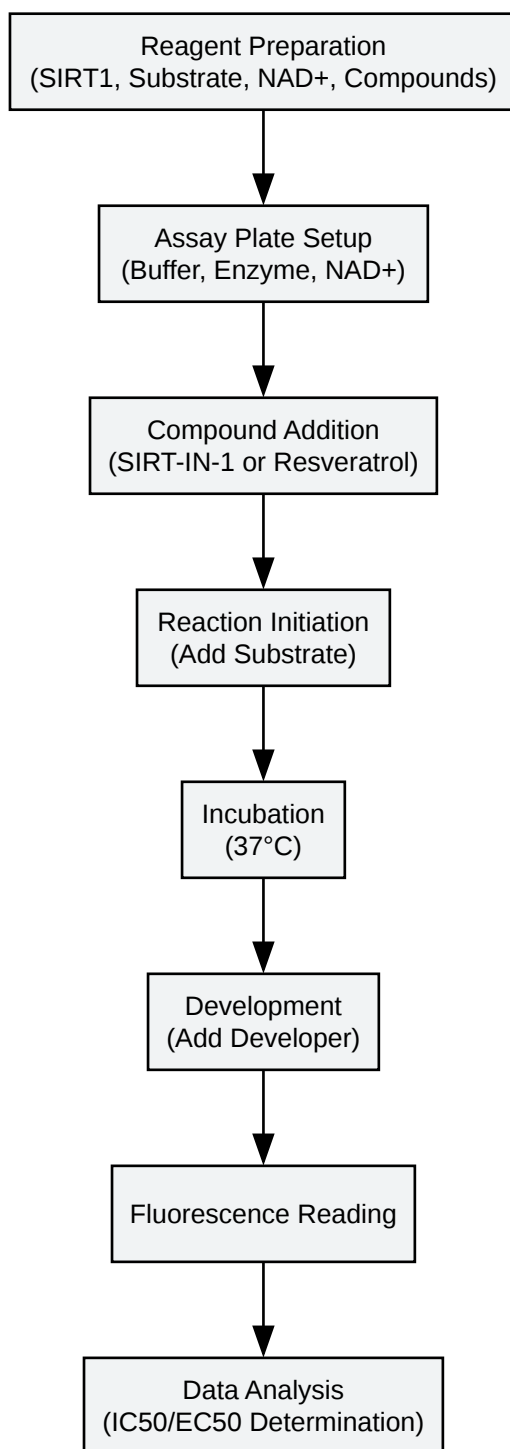 Reagent Preparation
(SIRT1, Substrate, NAD+, Compounds)
Assay Plate Setup
(Buffer, Enzyme, NAD+)
Compound Addition
(SIRT-IN-1 or Resveratrol)
Reaction Initiation
(Add Substrate)
Incubation
(37°C)
Development
(Add Developer)
Fluorescence Reading
Data Analysis
(IC50/EC50 Determination)